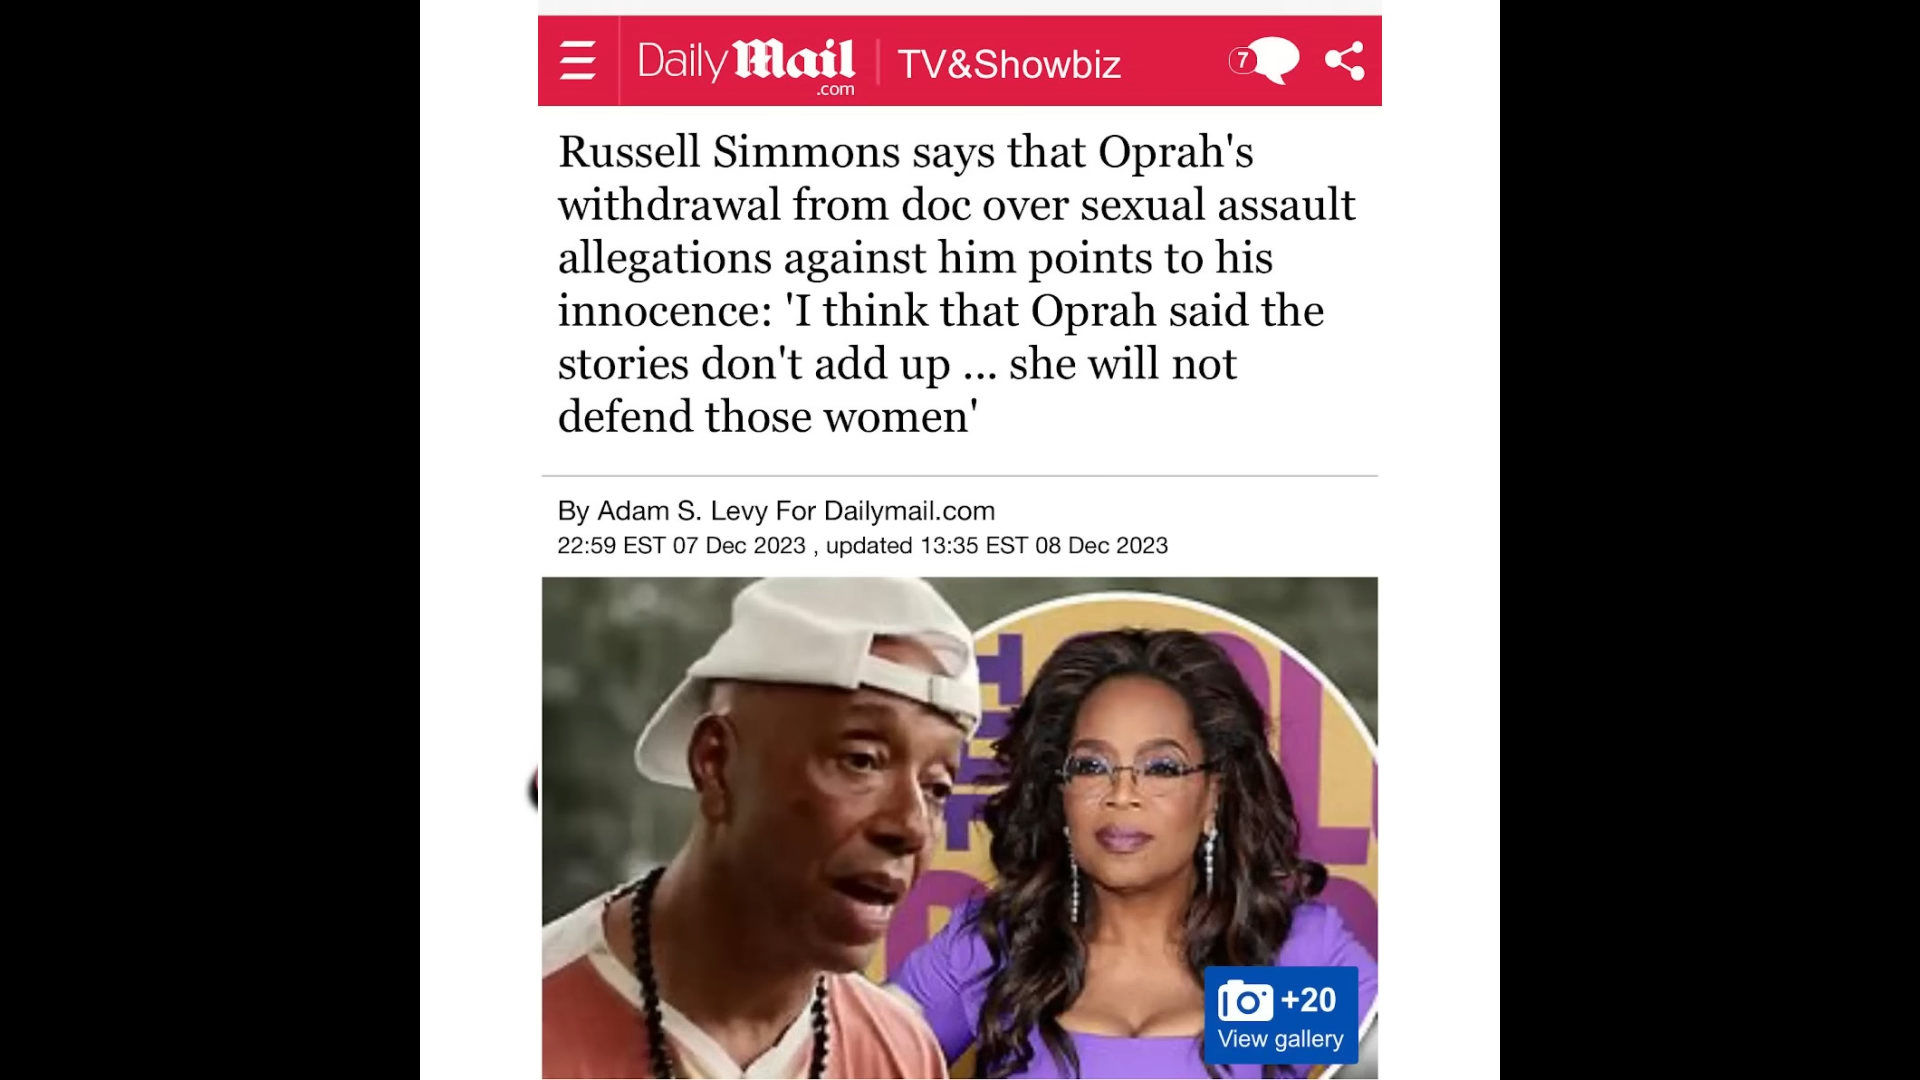 Daily Mail .com TV&Showbiz 7
Russell Simmons says that Oprah's
withdrawal from doc over sexual assault
allegations against him points to his
innocence: 'I think that Oprah said the
stories don't add up ... she will not
defend those women'
By Adam S. Levy For Dailymail.com
22:59 EST 07 Dec 2023 , updated 13:35 EST 08 Dec 2023
+20
View gallery